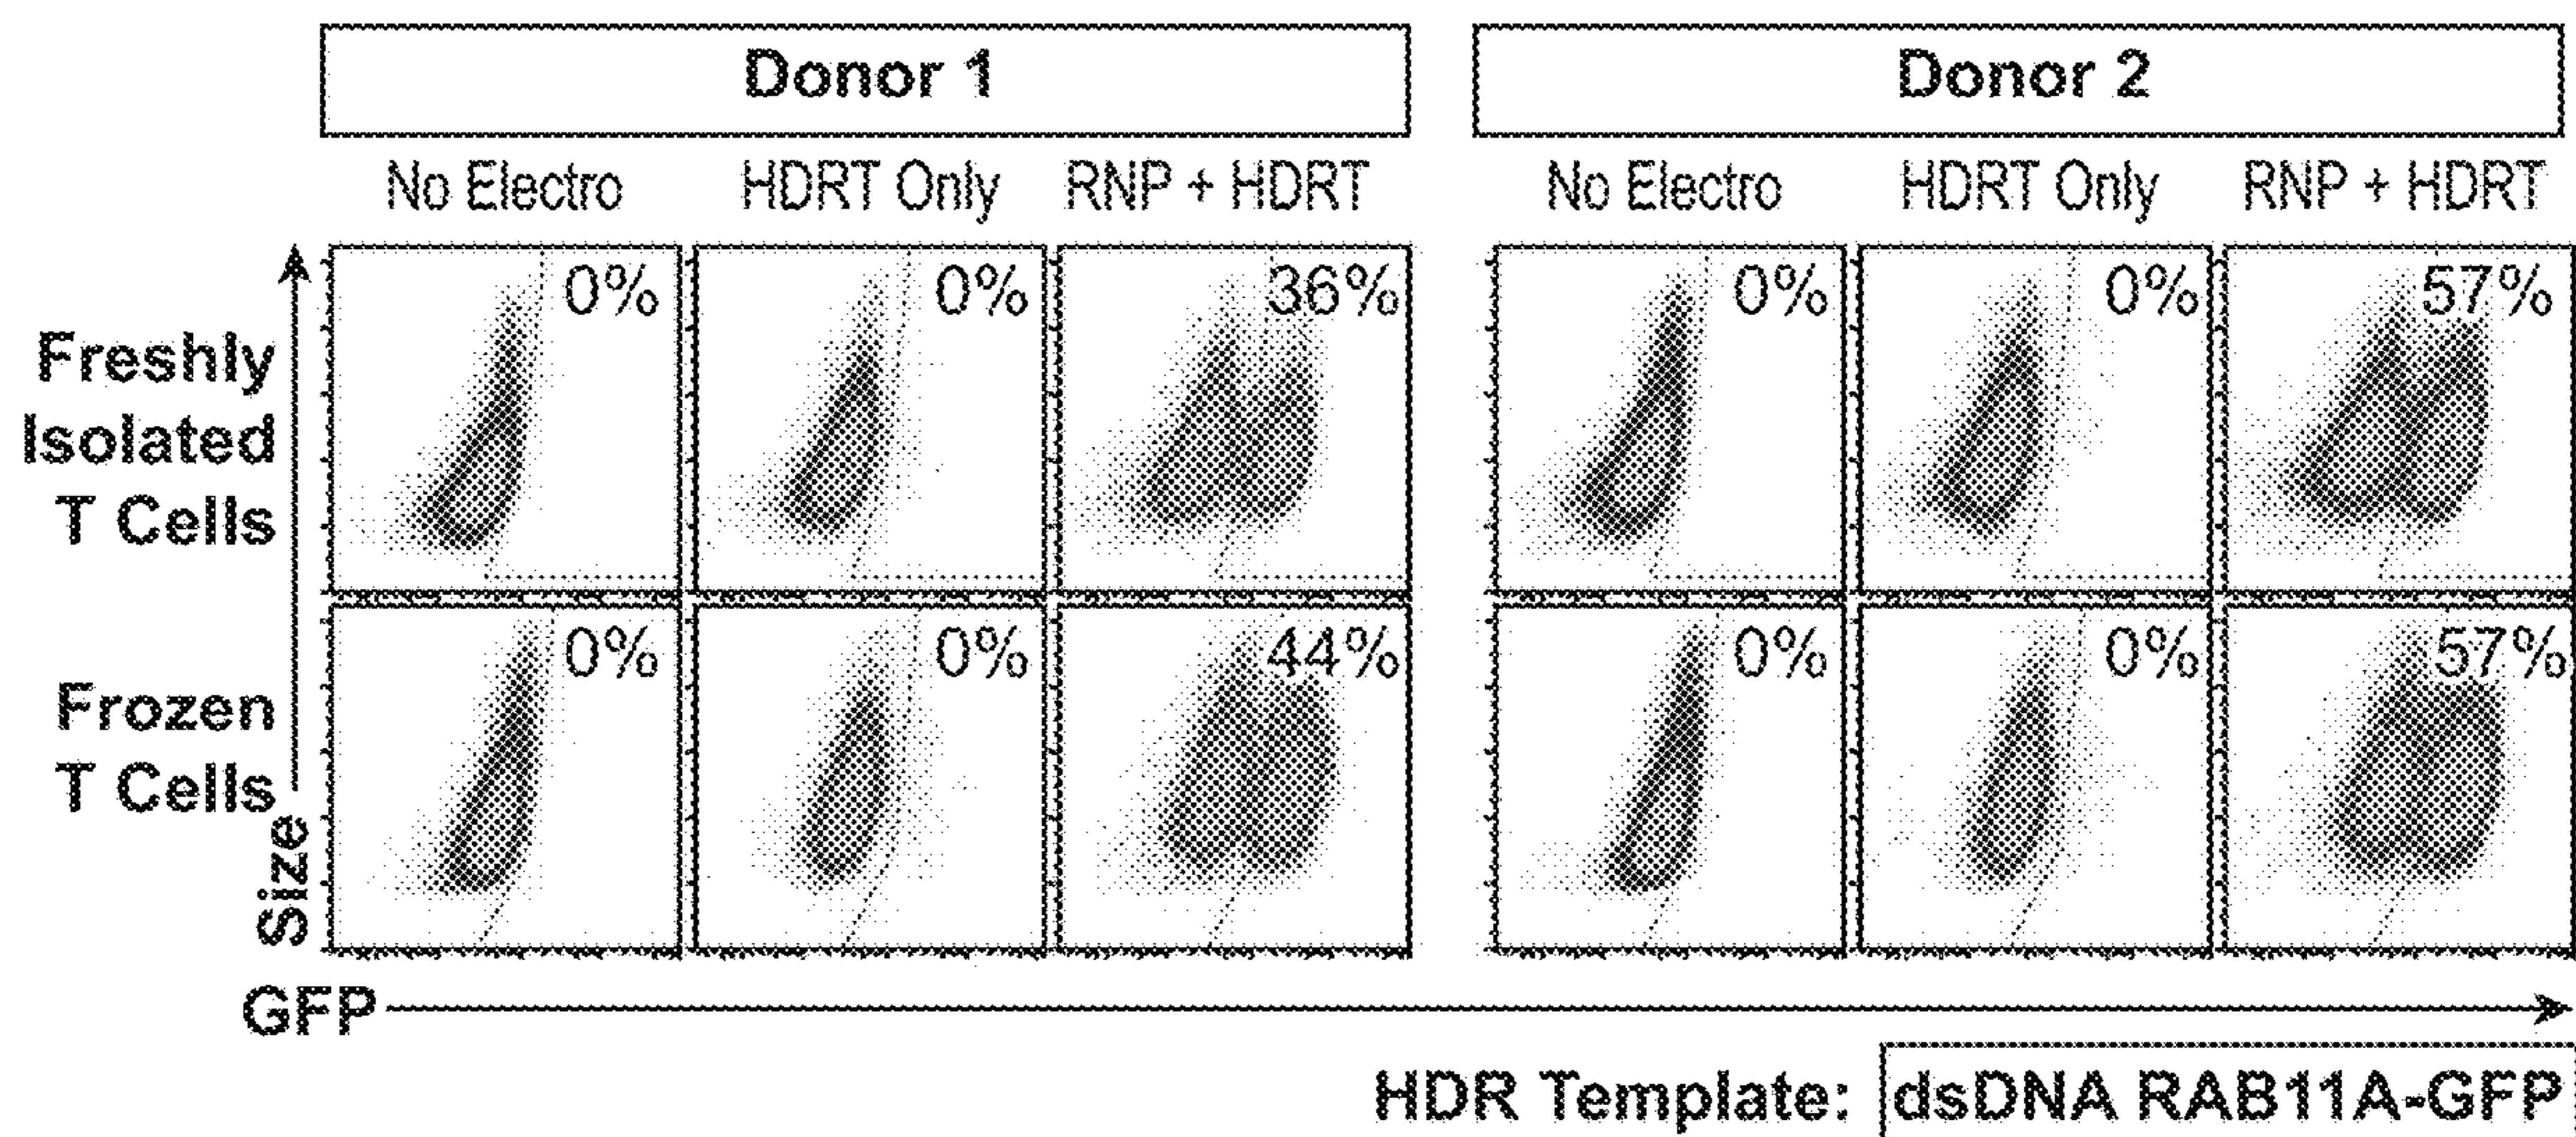 Donor 1
Donor 2
No Electro
HDRT Only
RNP + HDRT
No Electro
HDRT Only
RNP + HDRT
Freshly
Isolated
T Cells
0%
0%
36%
0%
0%
57%
Frozen
T Cells
0%
0%
44%
0%
0%
57%
Size
GFP
HDR Template: dsDNA RAB11A-GFP